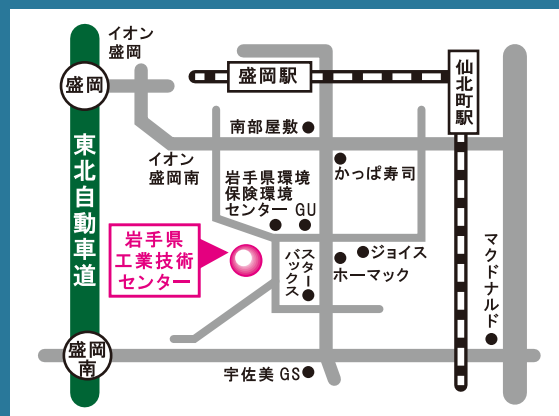 イオン
盛岡
盛岡
盛岡駅
仙北
町駅
南部屋敷
東北自動車道
イオン
盛岡南
かっぱ寿司
岩手県環境
保険環境
センター GU
岩手県
工業技術
センター
スター
バックス
ジョイス
ホーマック
マクドナルド
盛岡
南
宇佐美 GS